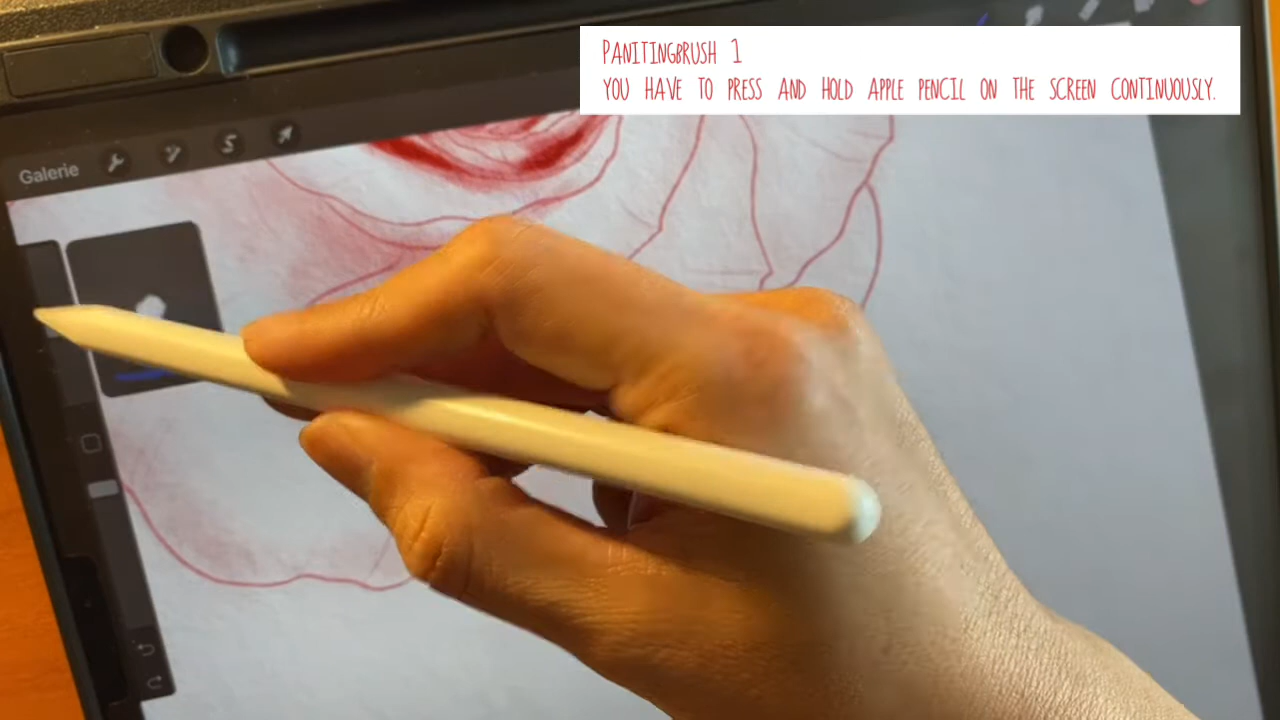 PANITINGBRUSH 1
YOU HAVE TO PRESS AND HOLD APPLE PENCIL ON THE SCREEN CONTINUOUSLY.
Galerie